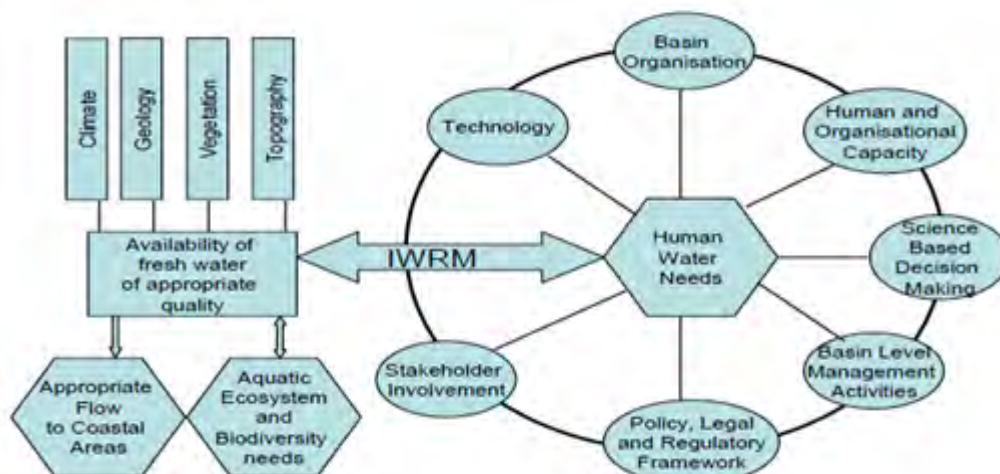 Climate
Geology
Vegetation
Topography
Availability of
fresh water
of appropriate
quality
Appropriate
Flow
to Coastal
Areas
Aquatic
Ecosystem
and
Biodiversity
needs
IWRM
Human
Water
Needs
Basin
Organisation
Human and
Organisational
Capacity
Science
Based
Decision
Making
Basin Level
Management
Activities
Policy, Legal
and Regulatory
Framework
Stakeholder
Involvement
Technology